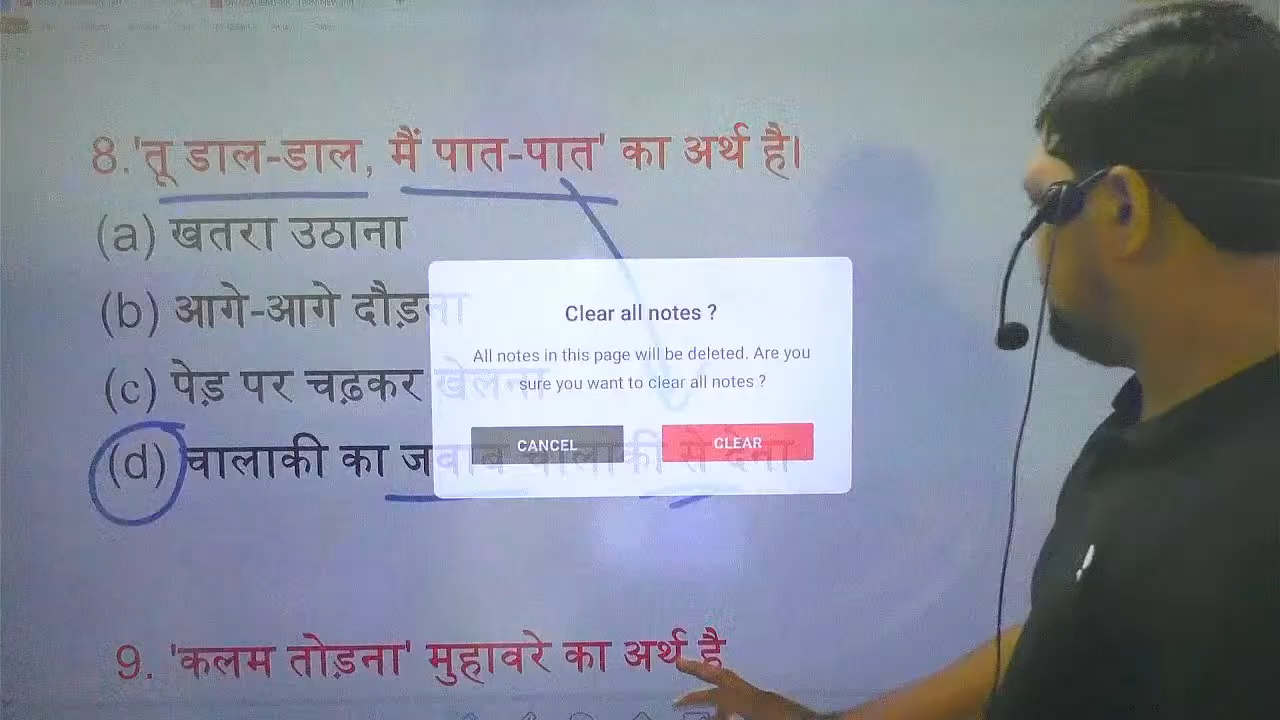 8. 'तू डाल-डाल, मैं पात-पात' का अर्थ है।
(a) खतरा उठाना
(b) आगे-आगे दौड़ना
(c) पेड़ पर चढ़कर खेलना
(d) चालाकी का जवाब चालाकी से देना
Clear all notes ?
All notes in this page will be deleted. Are you
sure you want to clear all notes ?
CANCEL CLEAR
9. 'कलम तोड़ना' मुहावरे का अर्थ है